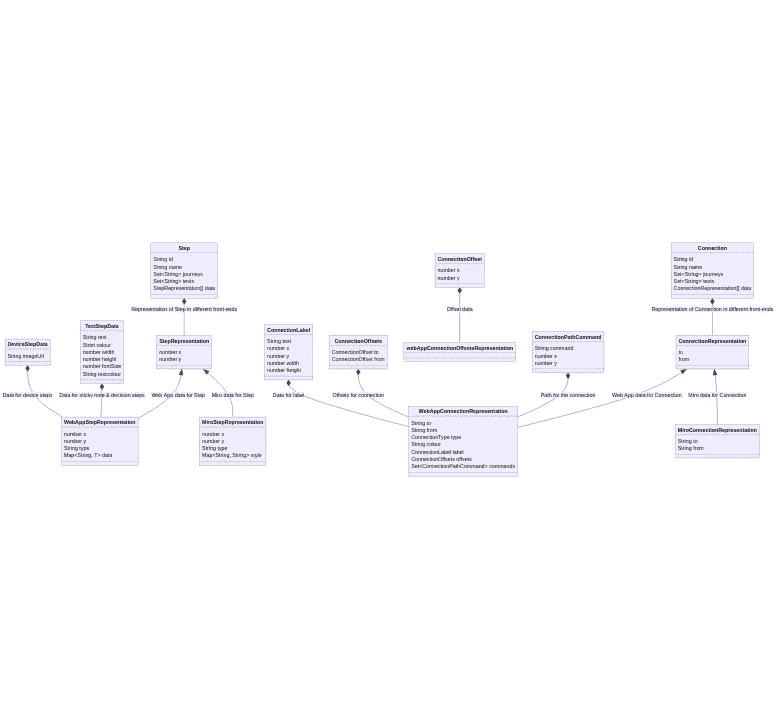 Step
String id
String name
Set<String> journeys
Set<String> texts
StepRepresentation[] data
Connection
String id
String name
Set<String> journeys
Set<String> texts
ConnectionRepresentation[] data
ConnectionOffset
number x
number y
Representation of Step in different front-ends
Offset data
Representation of Connection in different front-ends
DeviceStepData
String imageUrl
TextStepData
String text
Strint colour
number width
number height
number fontSize
String textcolour
StepRepresentation
number x
number y
ConnectionLabel
String text
number x
number y
number width
number height
ConnectionOffsets
ConnectionOffset to
ConnectionOffset from
webAppConnectionOffsetsRepresentation
ConnectionPathCommand
String command
number x
number y
ConnectionRepresentation
to
from
Data for device steps
Data for sticky note & decision steps
Web App data for Step
Miro data for Step
Data for label
Offsets for connection
Path for the connection
Web App data for Connection
Miro data for Connection
WebAppStepRepresentation
number x
number y
String type
Map<String, T> data
MiroStepRepresentation
number x
number y
String type
Map<String, String> style
WebAppConnectionRepresentation
String to
String from
ConnectionType type
String colour
ConnectionLabel label
ConnectionOffsets offsets
Set<ConnectionPathCommand> commands
MiroConnectionRepresentation
String to
String from